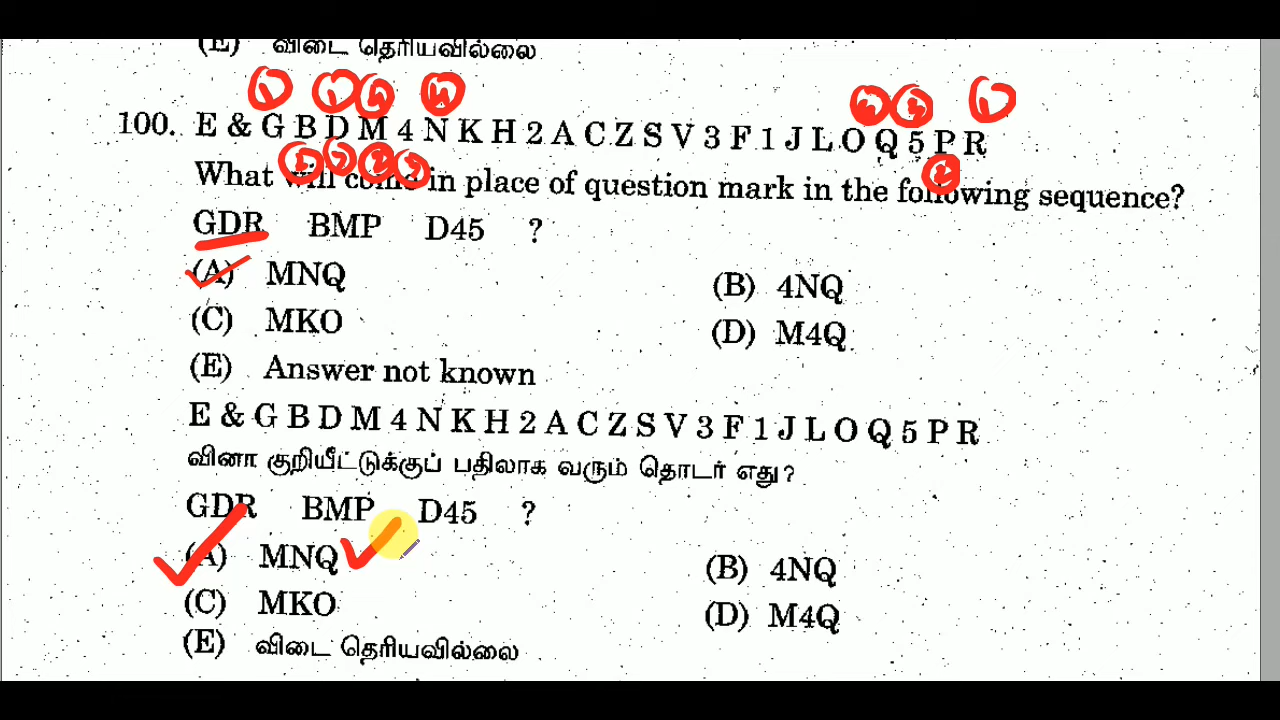 (E) விடை தெரியவில்லை
100. E & G B D M 4 N K H 2 A C Z S V 3 F 1 J L O Q 5 P R
What will come in place of question mark in the following sequence?
GDR BMP D45 ?
(A) MNQ (B) 4NQ
(C) MKO (D) M4Q
(E) Answer not known
E & G B D M 4 N K H 2 A C Z S V 3 F 1 J L O Q 5 P R
வினா குறியீட்டுக்குப் பதிலாக வரும் தொடர் எது?
GDR BMP D45 ?
(A) MNQ (B) 4NQ
(C) MKO (D) M4Q
(E) விடை தெரியவில்லை